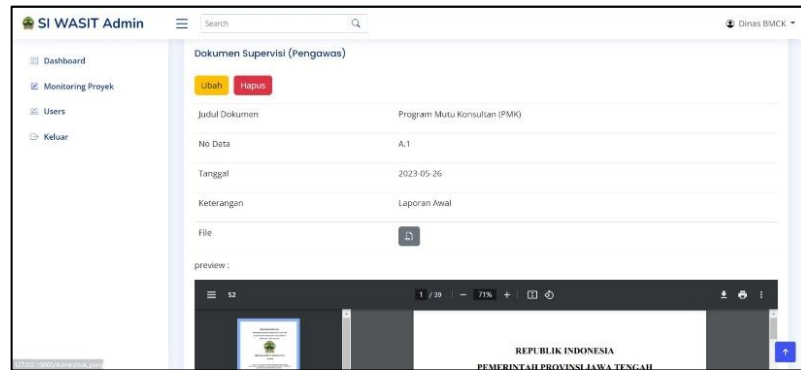 SI WASIT Admin
Search
Dinas BMCK
Dashboard
Monitoring Proyek
Users
Keluar
Dokumen Supervisi (Pengawas)
Ubah Hapus
Judul Dokumen Program Mutu Konsultan (PMK)
No Data A.1
Tanggal 2023-05-26
Keterangan Laporan Awal
File
preview :
52 1 / 39 71%
REPUBLIK INDONESIA
PEMERINTAH PROVINSI JAWA TENGAH